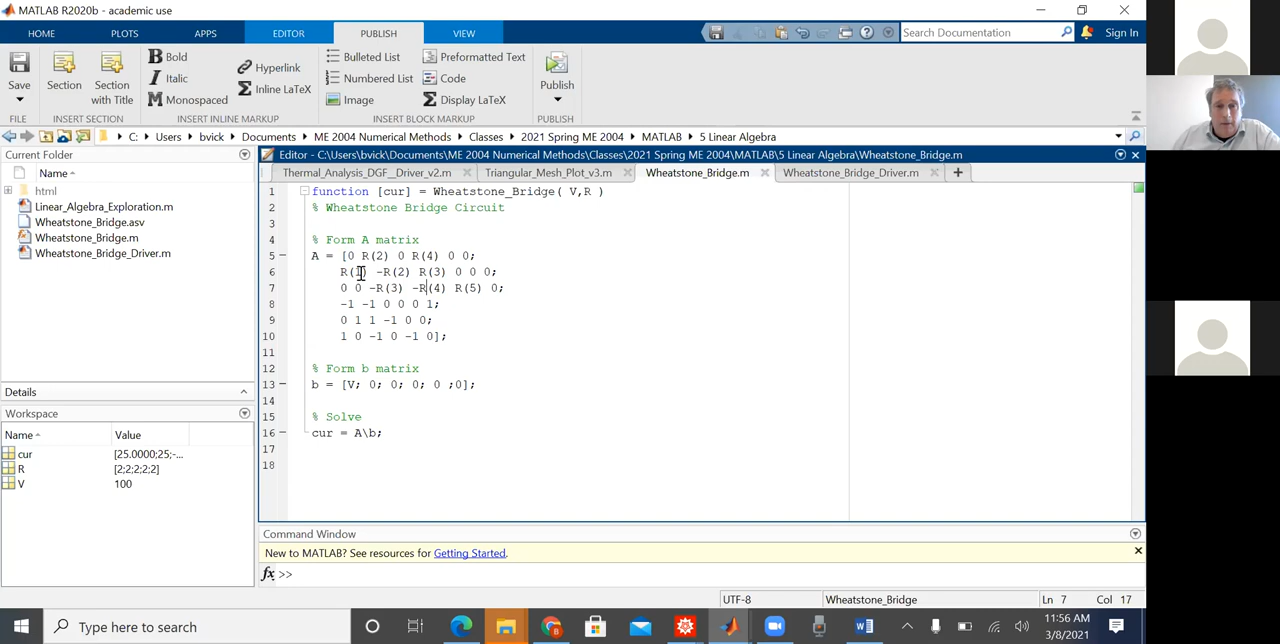 MATLAB R2020b - academic use
HOME PLOTS APPS EDITOR PUBLISH VIEW Search Documentation Sign In
Save Section Section with Title Bold Italic Monospaced Hyperlink Inline LaTeX Bulleted List Numbered List Image Preformatted Text Code Display LaTeX Publish
FILE INSERT SECTION INSERT INLINE MARKUP INSERT BLOCK MARKUP PUBLISH
C: Users bvick Documents ME 2004 Numerical Methods Classes 2021 Spring ME 2004 MATLAB 5 Linear Algebra
Current Folder
Name
html
Linear_Algebra_Exploration.m
Wheatstone_Bridge.asv
Wheatstone_Bridge.m
Wheatstone_Bridge_Driver.m
Details
Workspace
Name Value
cur [25.0000;25;-...
R [2;2;2;2;2]
V 100
Editor - C:\Users\bvick\Documents\ME 2004 Numerical Methods\Classes\2021 Spring ME 2004\MATLAB\5 Linear Algebra\Wheatstone_Bridge.m
Thermal_Analysis_DGF_Driver_v2.m Triangular_Mesh_Plot_v3.m Wheatstone_Bridge.m Wheatstone_Bridge_Driver.m
1 function [cur] = Wheatstone_Bridge( V,R )
2 % Wheatstone Bridge Circuit
3
4 % Form A matrix
5 A = [0 R(2) 0 R(4) 0 0;
6 R(1) -R(2) R(3) 0 0 0;
7 0 0 -R(3) -R(4) R(5) 0;
8 -1 -1 0 0 0 1;
9 0 1 1 -1 0 0;
10 1 0 -1 0 -1 0];
11
12 % Form b matrix
13 b = [V; 0; 0; 0; 0 ;0];
14
15 % Solve
16 cur = A\b;
17
18
Command Window
New to MATLAB? See resources for Getting Started.
fx >>
UTF-8 Wheatstone_Bridge Ln 7 Col 17
Type here to search
11:56 AM
3/8/2021